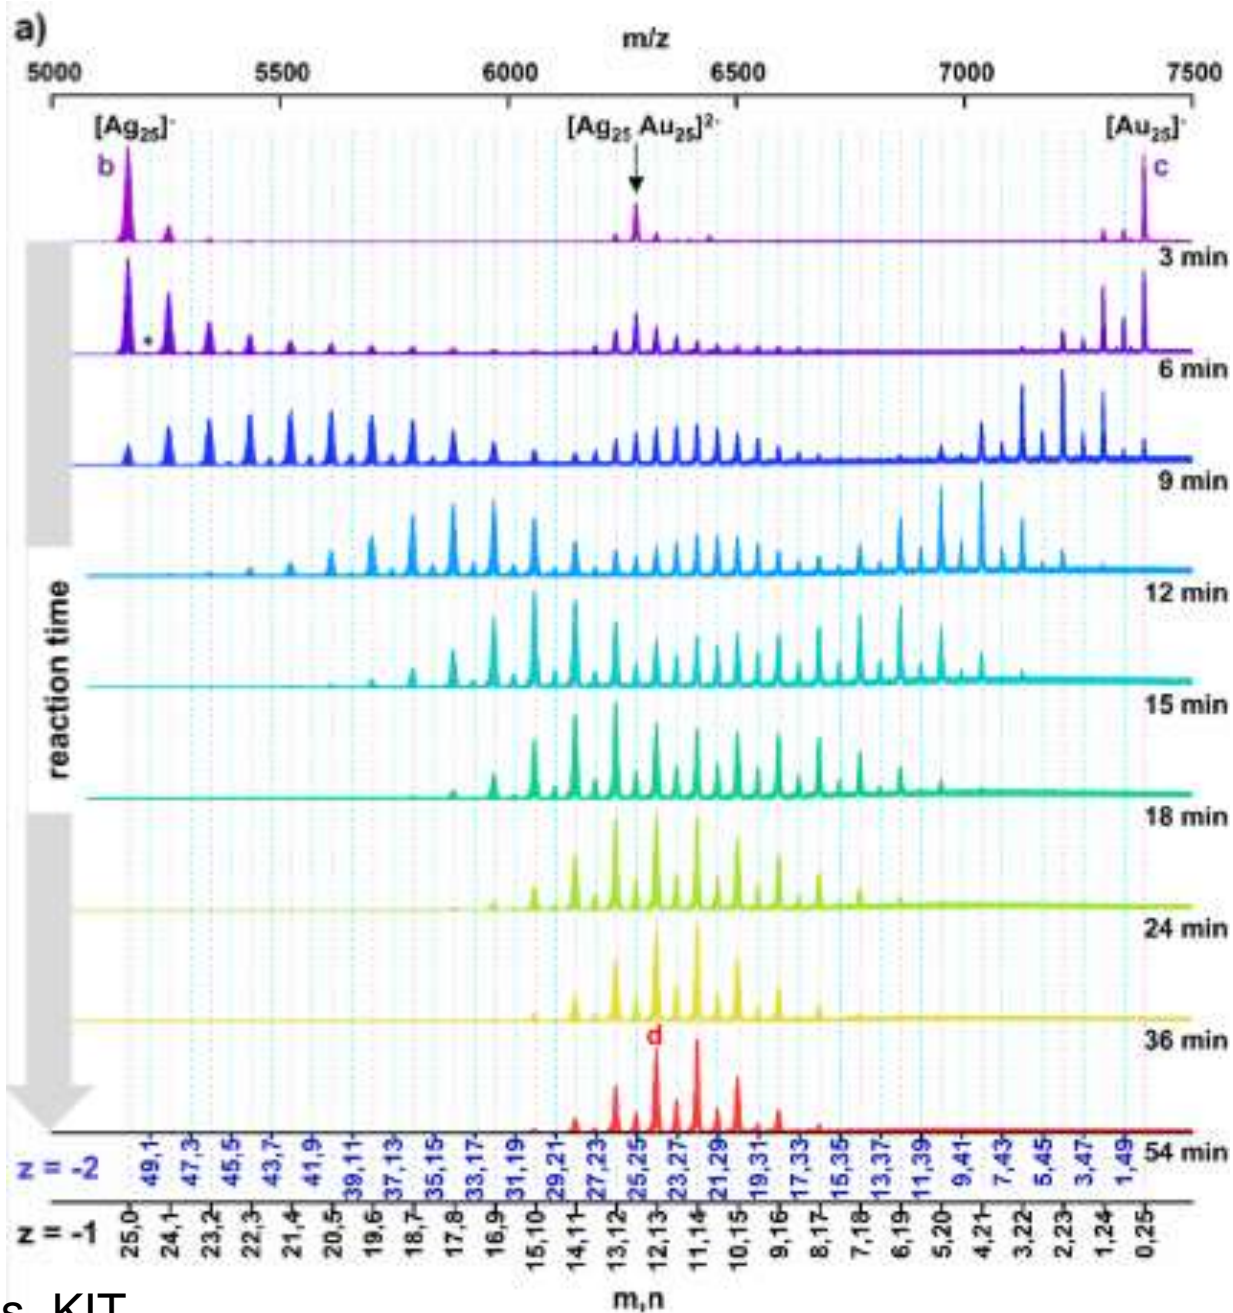 a)
m/z
5000 5500 6000 6500 7000 7500
[Ag25]- [Ag25 Au25]2- [Au25]-
b c
3 min
6 min
*
9 min
12 min
reaction time
15 min
18 min
24 min
36 min
d
54 min
z = -2 49,1 47,3 45,5 43,7 41,9 39,11 37,13 35,15 33,17 31,19 29,21 27,23 25,25 23,27 21,29 19,31 17,33 15,35 13,37 11,39 9,41 7,43 5,45 3,47 1,49
z = -1 25,0 24,1 23,2 22,3 21,4 20,5 19,6 18,7 17,8 16,9 15,10 14,11 13,12 12,13 11,14 10,15 9,16 8,17 7,18 6,19 5,20 4,21 3,22 2,23 1,24 0,25
m,n
s, KIT